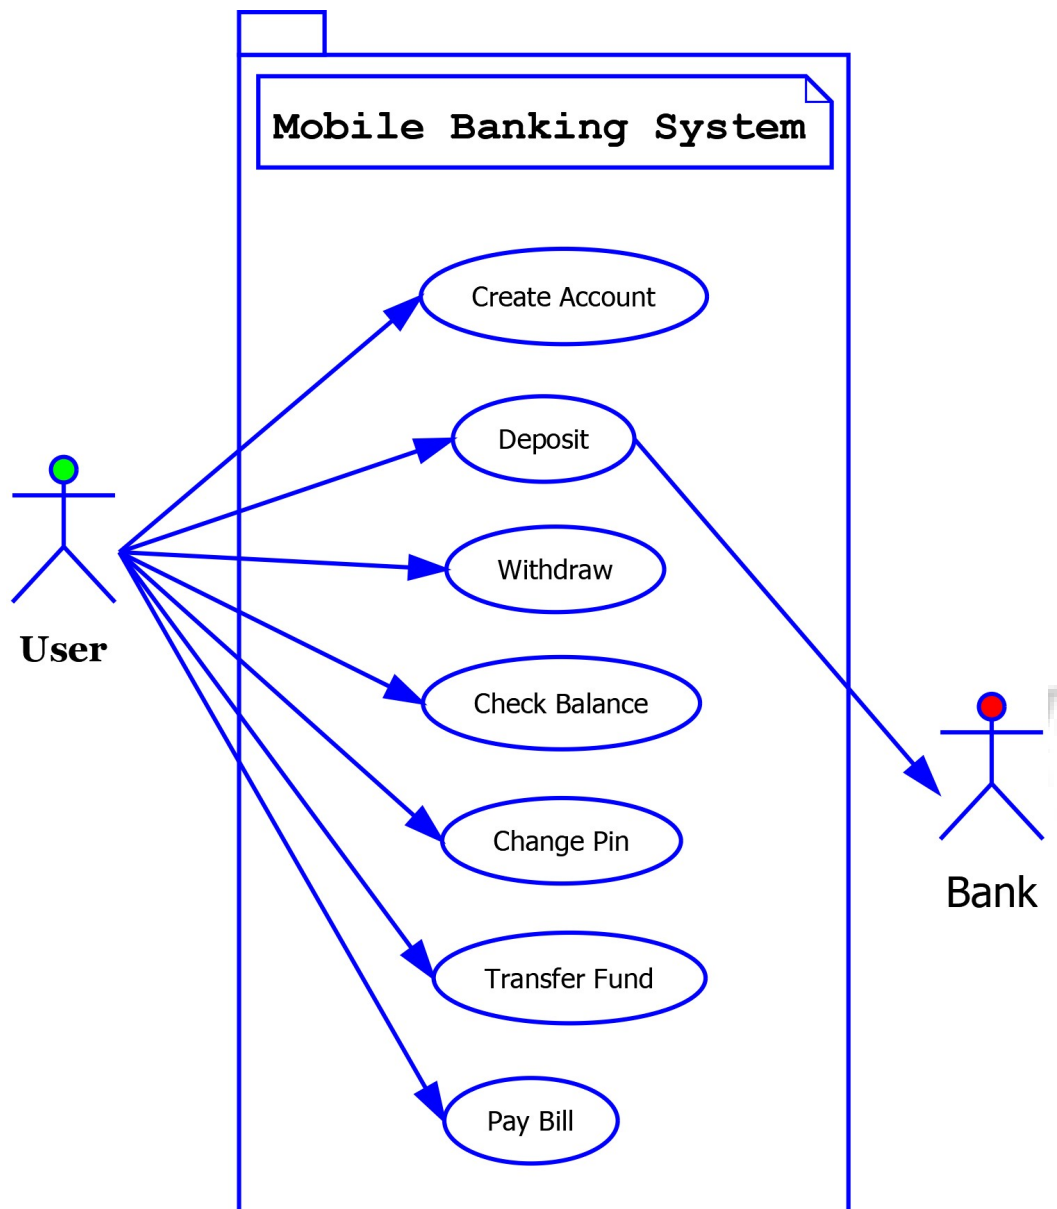 Mobile Banking System
Create Account
Deposit
Withdraw
User
Check Balance
Change Pin
Bank
Transfer Fund
Pay Bill